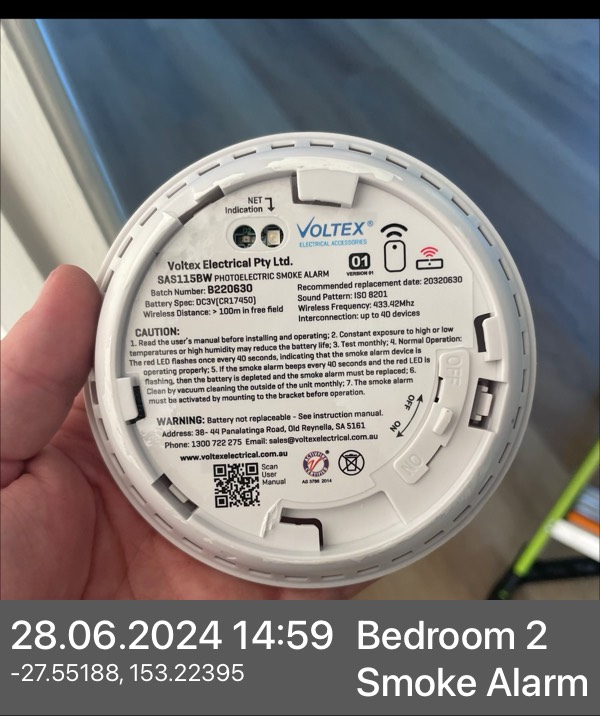 NET
Indication
VOLTEX®
ELECTRICAL ACCESSORIES
01
VERSION 01
Voltex Electrical Pty Ltd.
SAS115BW PHOTOELECTRIC SMOKE ALARM
Batch Number: B220630
Battery Spec: DC3V(CR17450)
Wireless Distance: > 100m in free field
Recommended replacement date: 20320630
Sound Pattern: ISO 8201
Wireless Frequency: 433.42Mhz
Interconnection: up to 40 devices
CAUTION:
1. Read the user's manual before installing and operating; 2. Constant exposure to high or low
temperatures or high humidity may reduce the battery life; 3. Test monthly; 4. Normal Operation:
The red LED flashes once every 40 seconds, indicating that the smoke alarm device is
operating properly; 5. If the smoke alarm beeps every 40 seconds and the red LED is
flashing, then the battery is depleted and the smoke alarm must be replaced; 6.
Clean by vacuum cleaning the outside of the unit monthly; 7. The smoke alarm
must be activated by mounting to the bracket before operation.
OFF
OFF
ON
ON
WARNING: Battery not replaceable - See instruction manual.
Address: 38- 44 Panalatinga Road, Old Reynella, SA 5161
Phone: 1300 722 275 Email: sales@voltexelectrical.com.au
www.voltexelectrical.com.au
Scan
User
Manual
AS 3786 2014
28.06.2024 14:59
-27.55188, 153.22395
Bedroom 2
Smoke Alarm